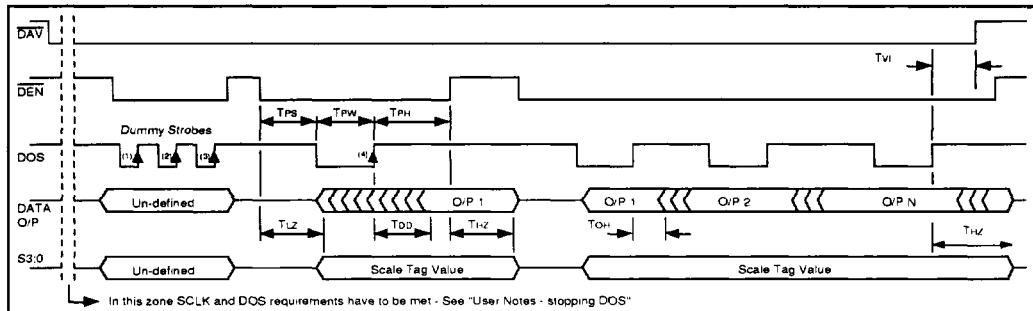 DAV
TVI
DEN
TPS TPW TPH
Dummy Strobes
DOS (1) (2) (3) (4)
DATA O/P Un-defined O/P 1 O/P 1 O/P 2 O/P N
TLZ TDD THZ TOH THZ
S3:0 Un-defined Scale Tag Value Scale Tag Value
In this zone SCLK and DOS requirements have to be met - See "User Notes - stopping DOS"